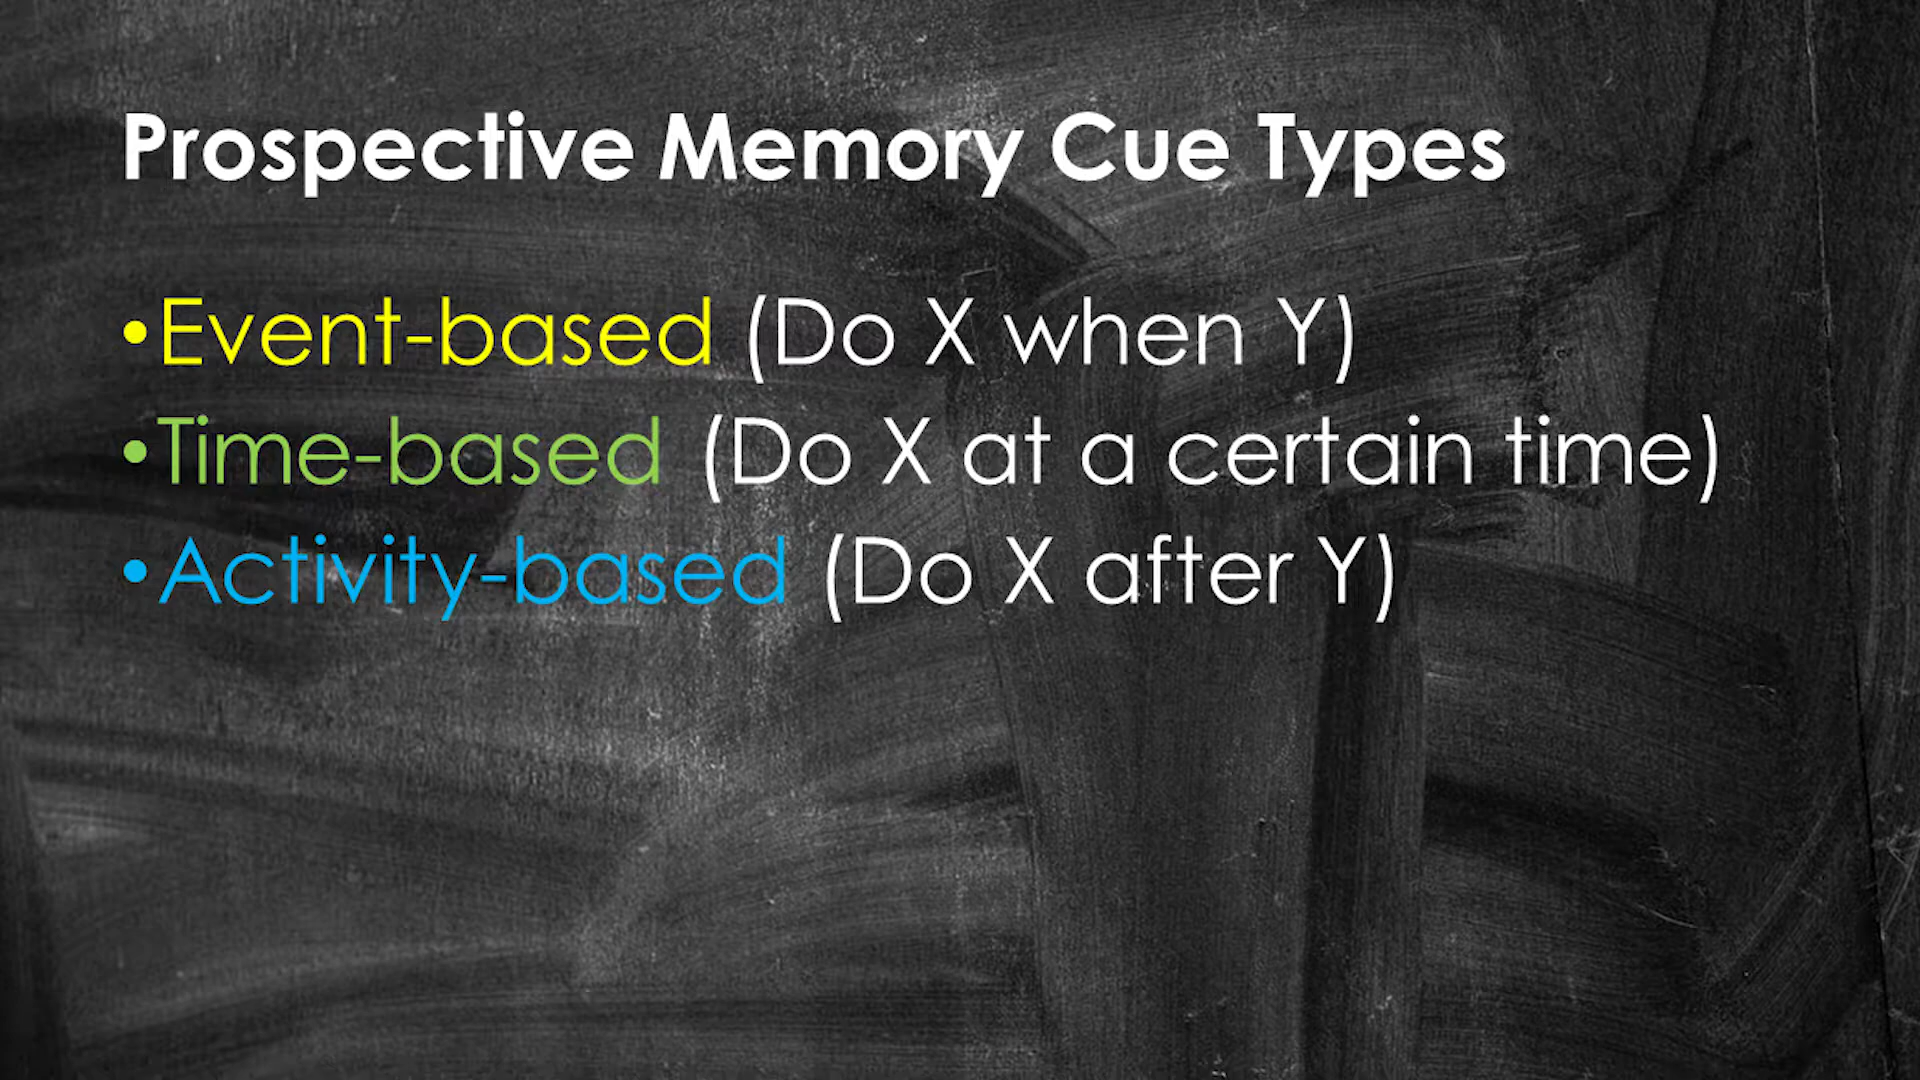 Prospective Memory Cue Types
•Event-based (Do X when Y)
•Time-based (Do X at a certain time)
•Activity-based (Do X after Y)